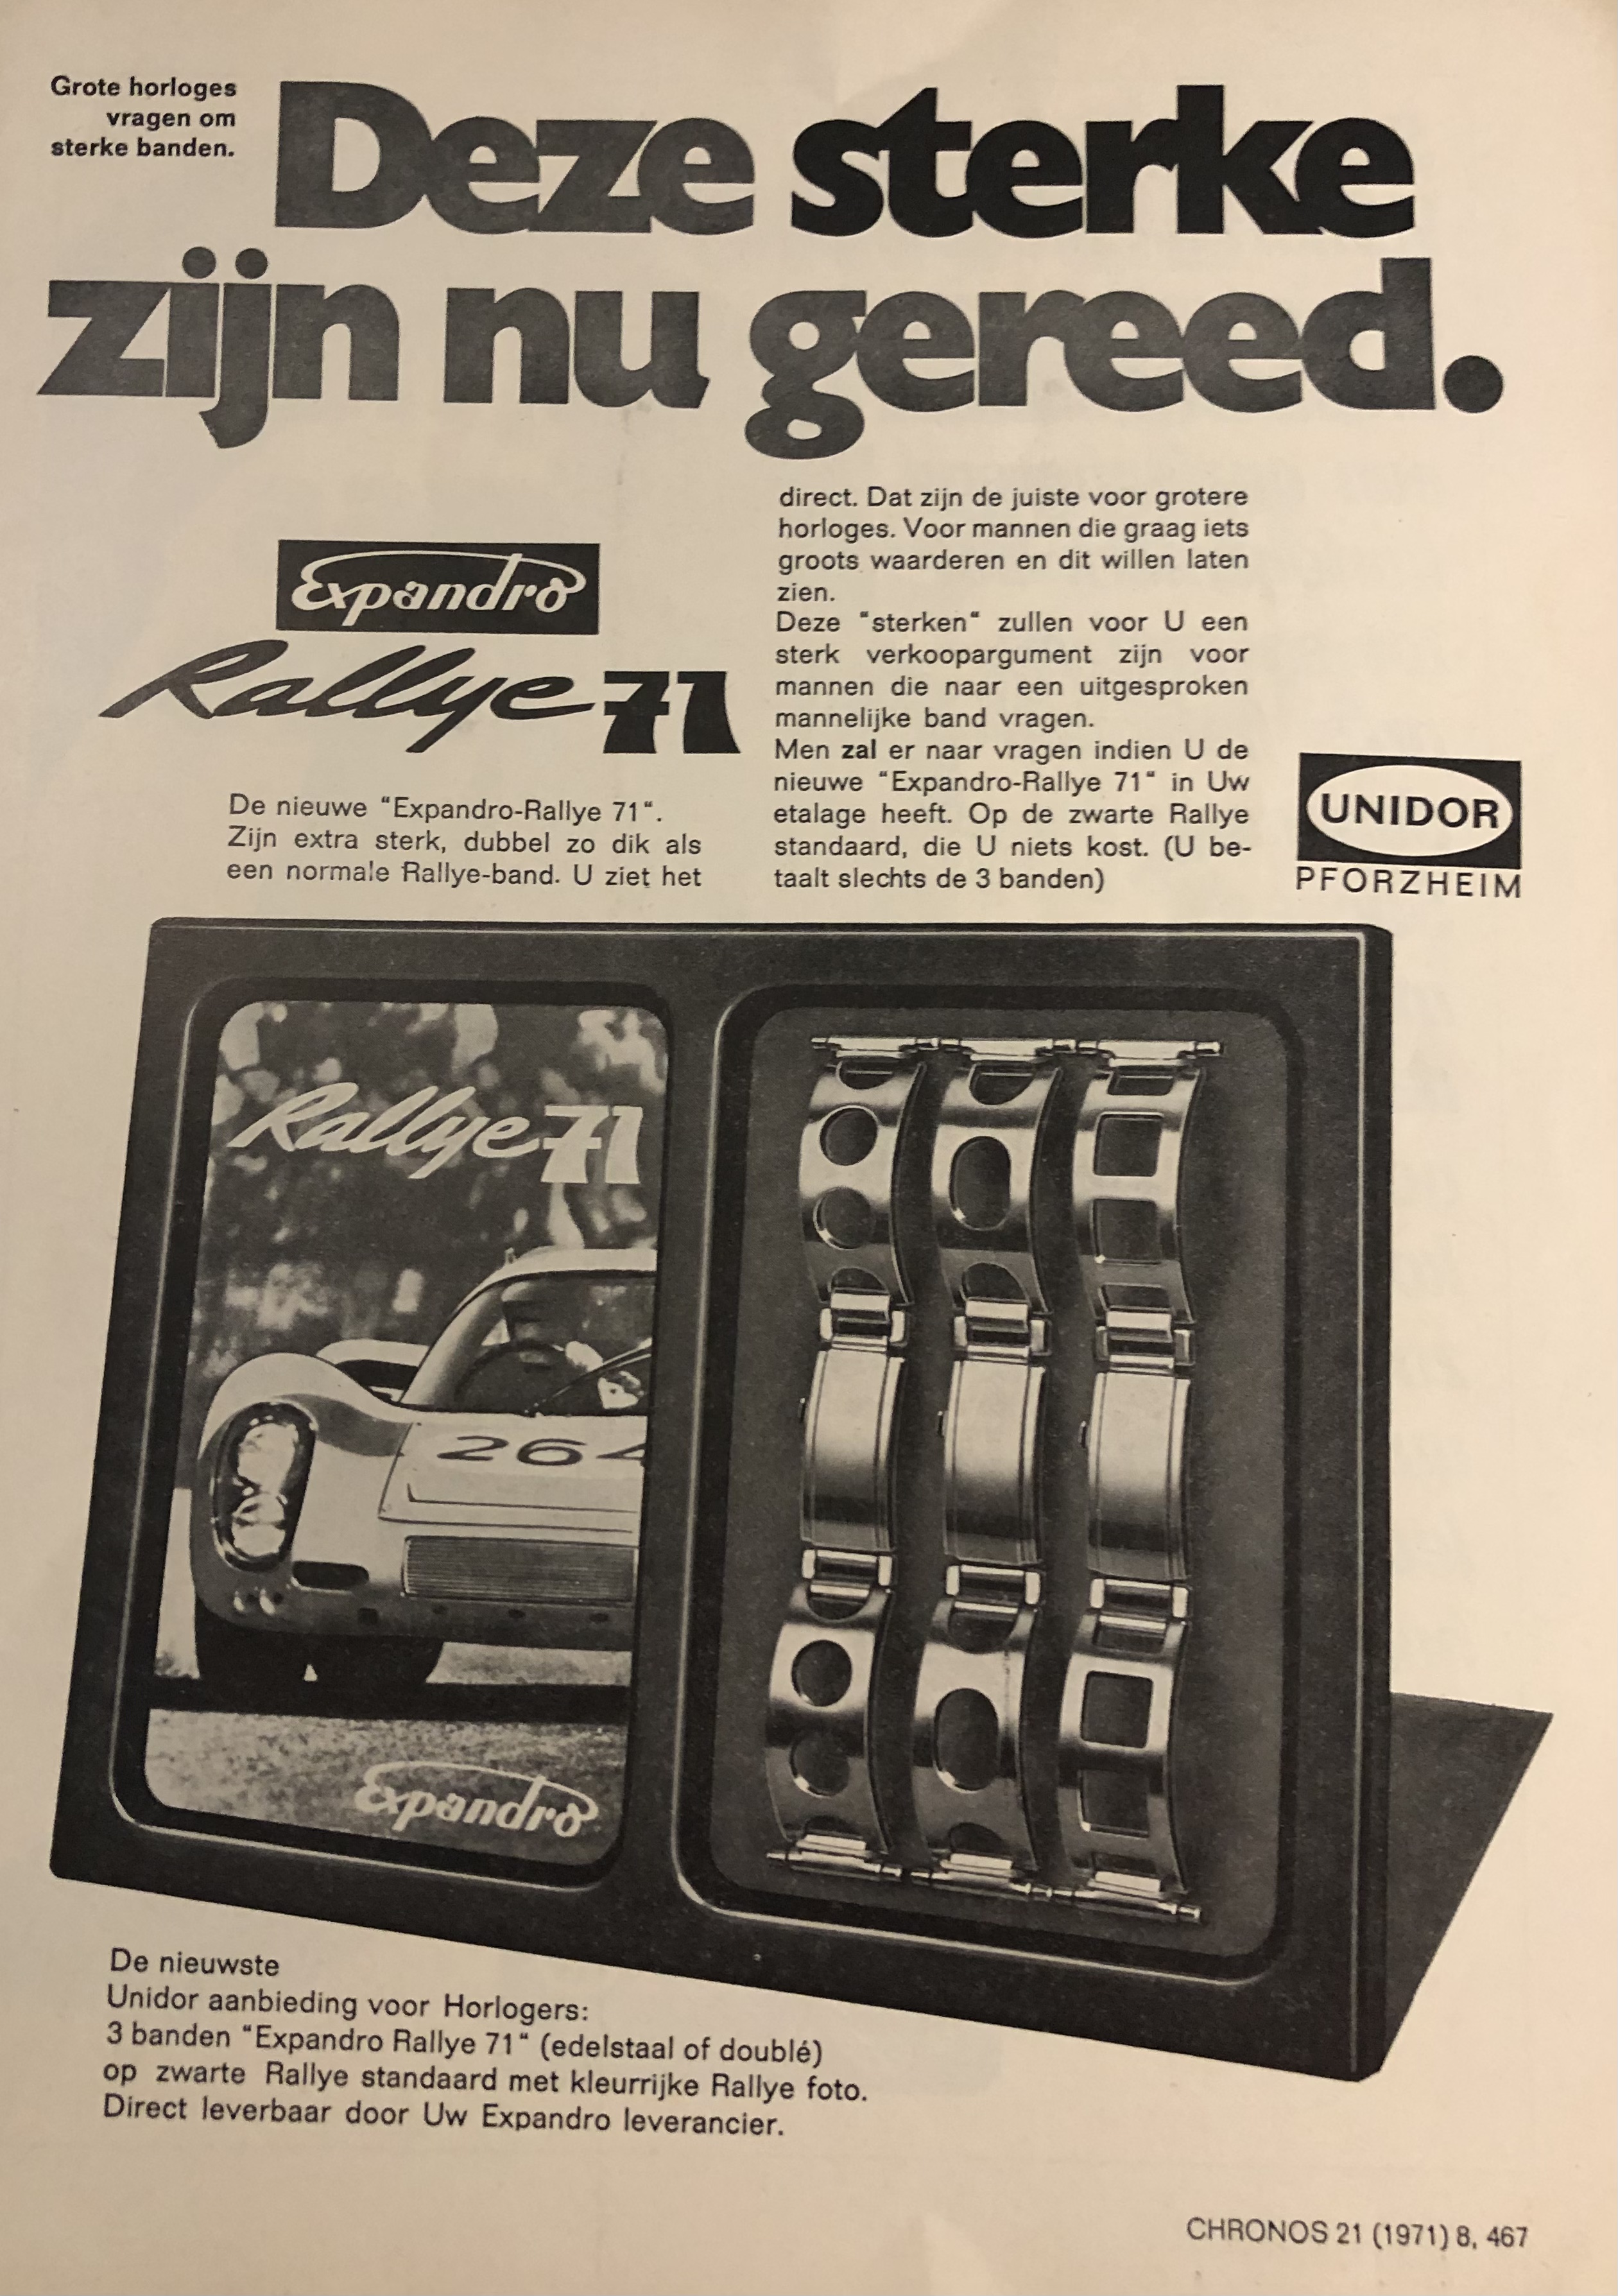 Grote horloges
vragen om
sterke banden.
Deze sterke
zijn nu gereed.
Expandro
Rallye 71
De nieuwe "Expandro-Rallye 71".
Zijn extra sterk, dubbel zo dik als
een normale Rallye-band. U ziet het
direct. Dat zijn de juiste voor grotere
horloges. Voor mannen die graag iets
groots waarderen en dit willen laten
zien.
Deze "sterken" zullen voor U een
sterk verkoopargument zijn voor
mannen die naar een uitgesproken
mannelijke band vragen.
Men zal er naar vragen indien U de
nieuwe "Expandro-Rallye 71" in Uw
etalage heeft. Op de zwarte Rallye
standaard, die U niets kost. (U be-
taalt slechts de 3 banden)
UNIDOR
PFORZHEIM
Rallye 71
264
Expandro
De nieuwste
Unidor aanbieding voor Horlogers:
3 banden "Expandro Rallye 71" (edelstaal of doublé)
op zwarte Rallye standaard met kleurrijke Rallye foto.
Direct leverbaar door Uw Expandro leverancier.
CHRONOS 21 (1971) 8, 467